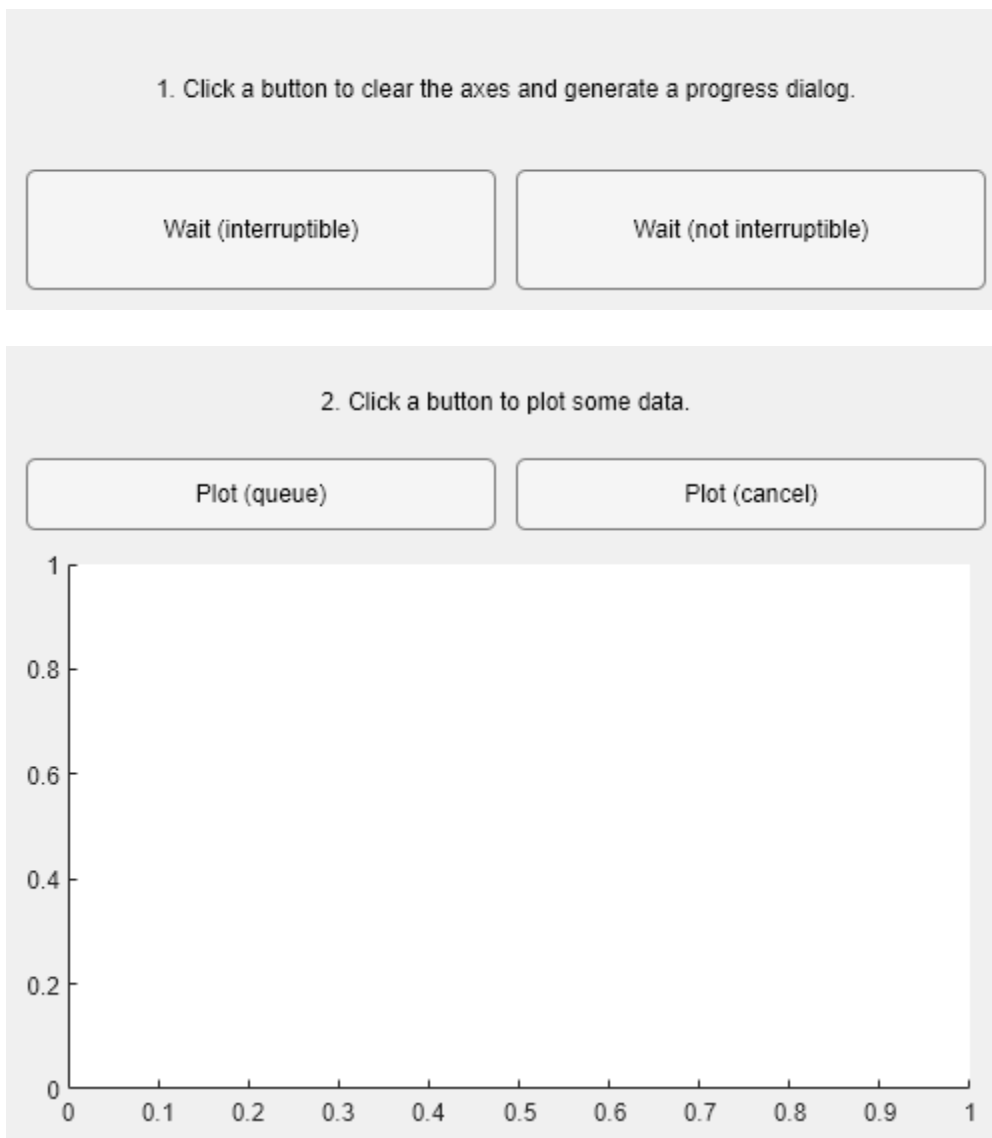 1. Click a button to clear the axes and generate a progress dialog.
Wait (interruptible)
Wait (not interruptible)
2. Click a button to plot some data.
Plot (queue)
Plot (cancel)
1
0.8
0.6
0.4
0.2
0
0 0.1 0.2 0.3 0.4 0.5 0.6 0.7 0.8 0.9 1